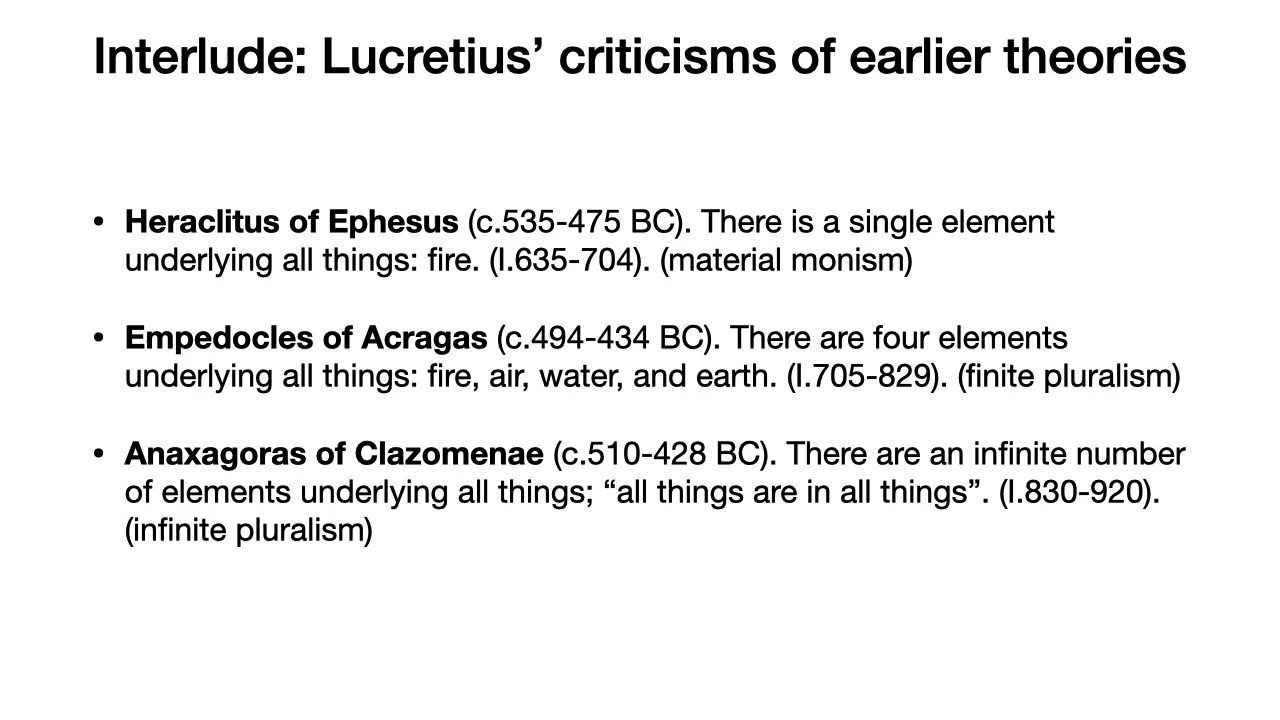 Interlude: Lucretius’ criticisms of earlier theories
• Heraclitus of Ephesus (c.535-475 BC). There is a single element
underlying all things: fire. (I.635-704). (material monism)
• Empedocles of Acragas (c.494-434 BC). There are four elements
underlying all things: fire, air, water, and earth. (I.705-829). (finite pluralism)
• Anaxagoras of Clazomenae (c.510-428 BC). There are an infinite number
of elements underlying all things; “all things are in all things”. (I.830-920).
(infinite pluralism)